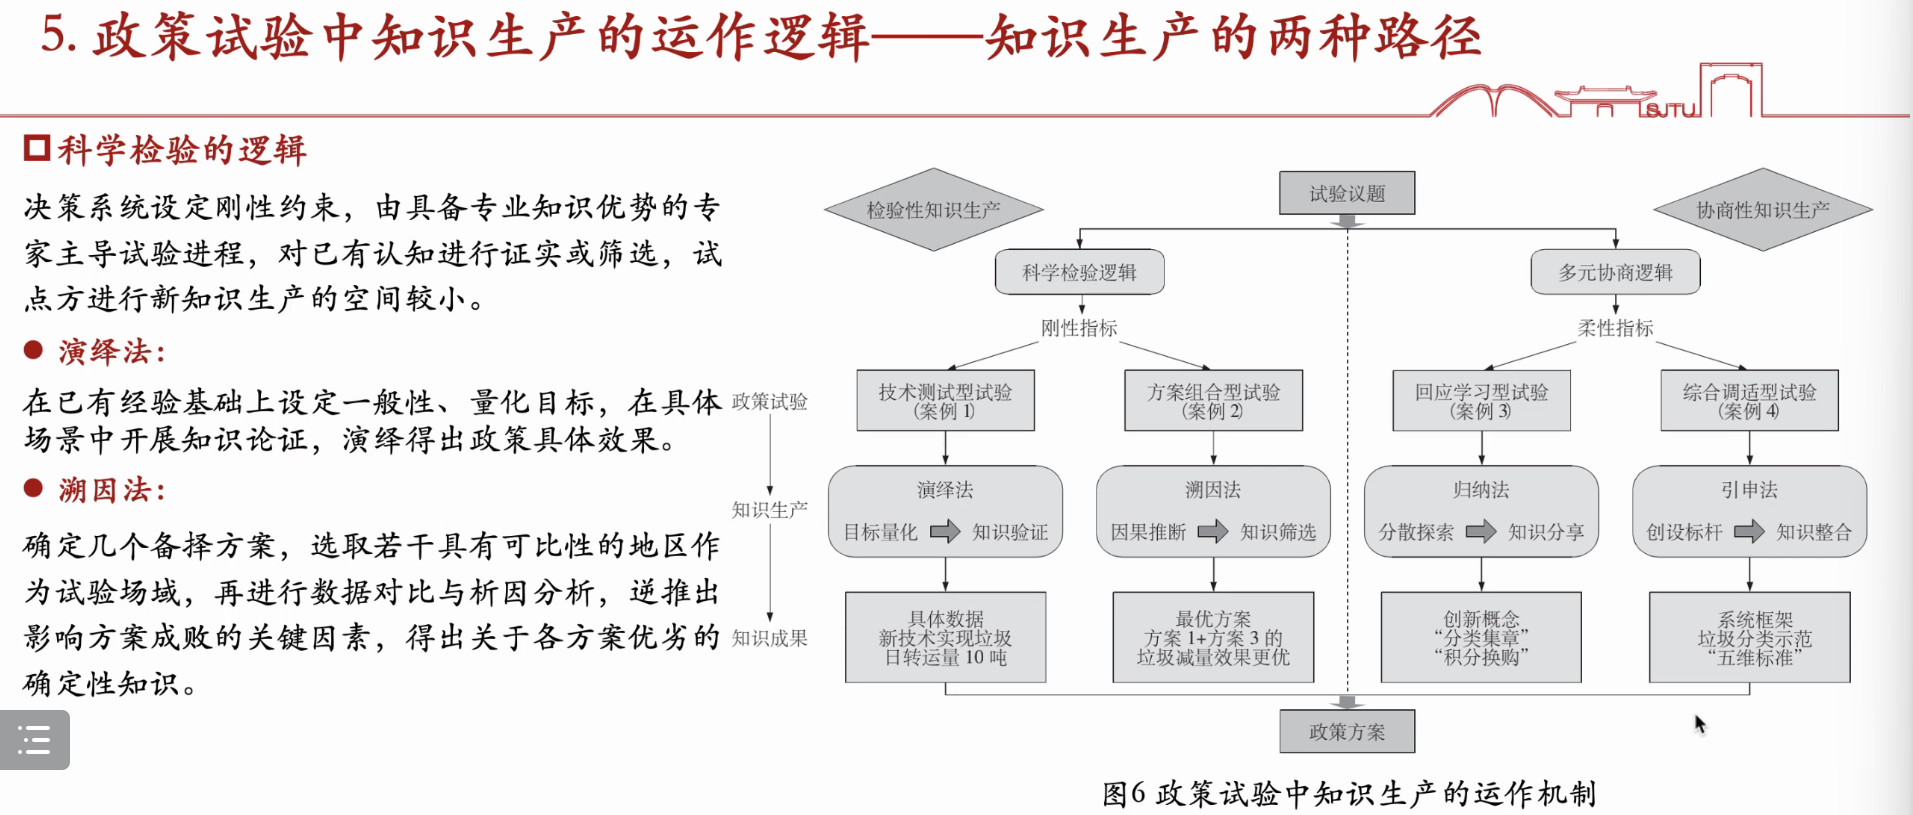 5. 政策试验中知识生产的运作逻辑——知识生产的两种路径
SJTU
科学检验的逻辑
决策系统设定刚性约束，由具备专业知识优势的专
家主导试验进程，对已有认知进行证实或筛选，试
点方进行新知识生产的空间较小。
演绎法：
在已有经验基础上设定一般性、量化目标，在具体
场景中开展知识论证，演绎得出政策具体效果。
溯因法：
确定几个备择方案，选取若干具有可比性的地区作
为试验场域，再进行数据对比与析因分析，逆推出
影响方案成败的关键因素，得出关于各方案优劣的
确定性知识。
检验性知识生产
试验议题
协商性知识生产
科学检验逻辑
多元协商逻辑
刚性指标
柔性指标
政策试验
知识生产
知识成果
技术测试型试验
(案例 1)
方案组合型试验
(案例 2)
回应学习型试验
(案例 3)
综合调适型试验
(案例 4)
演绎法
目标量化 知识验证
溯因法
因果推断 知识筛选
归纳法
分散探索 知识分享
引申法
创设标杆 知识整合
具体数据
新技术实现垃圾
日转运量 10 吨
最优方案
方案 1+方案 3 的
垃圾减量效果更优
创新概念
“分类集章”
“积分换购”
系统框架
垃圾分类示范
“五维标准”
政策方案
图6 政策试验中知识生产的运作机制